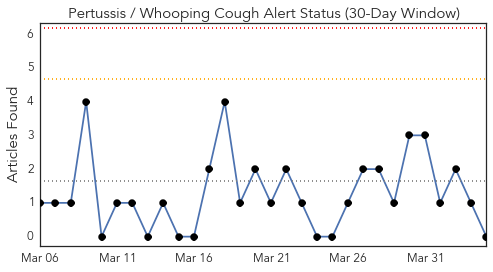 Pertussis / Whooping Cough Alert Status (30-Day Window)
Articles Found
6
5
4
3
2
1
0
Mar 06 Mar 11 Mar 16 Mar 21 Mar 26 Mar 31